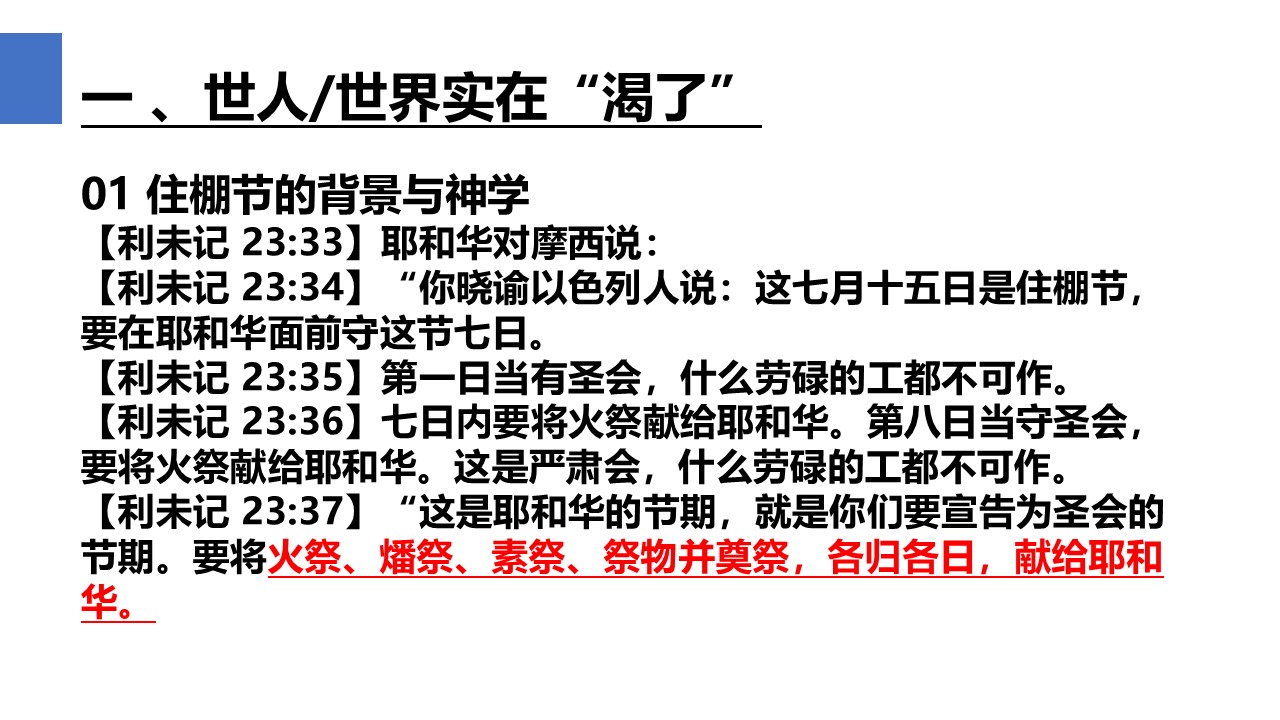 一 、世人/世界实在“渴了”
01 住棚节的背景与神学
【利未记 23:33】耶和华对摩西说：
【利未记 23:34】“你晓谕以色列人说：这七月十五日是住棚节，
要在耶和华面前守这节七日。
【利未记 23:35】第一日当有圣会，什么劳碌的工都不可作。
【利未记 23:36】七日内要将火祭献给耶和华。第八日当守圣会，
要将火祭献给耶和华。这是严肃会，什么劳碌的工都不可作。
【利未记 23:37】“这是耶和华的节期，就是你们要宣告为圣会的
节期。要将火祭、燔祭、素祭、祭物并奠祭，各归各日，献给耶和
华。